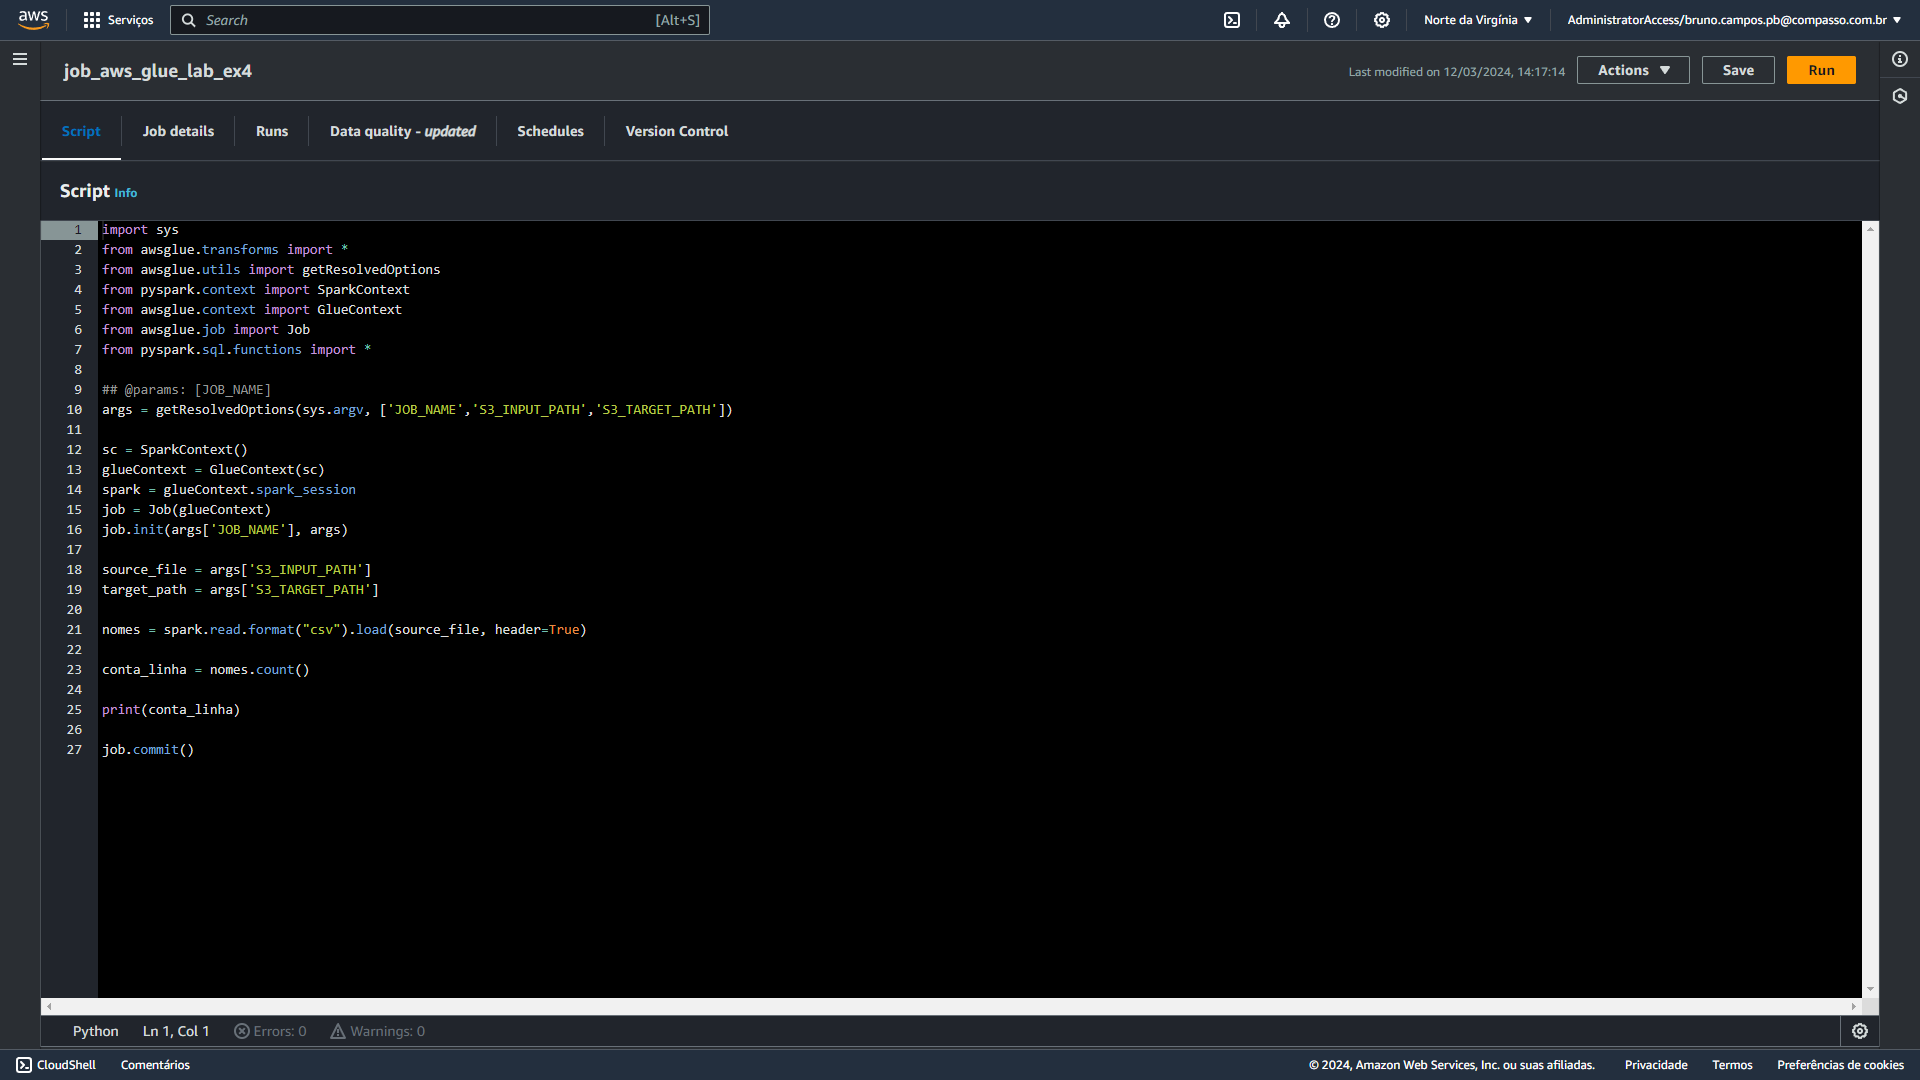 aws
Serviços
Search
[Alt+S]
Norte da Virgínia
AdministratorAccess/bruno.campos.pb@compasso.com.br
job_aws_glue_lab_ex4
Last modified on 12/03/2024, 14:17:14
Actions
Save
Run
Script
Job details
Runs
Data quality - updated
Schedules
Version Control
Script Info
1 import sys
2 from awsglue.transforms import *
3 from awsglue.utils import getResolvedOptions
4 from pyspark.context import SparkContext
5 from awsglue.context import GlueContext
6 from awsglue.job import Job
7 from pyspark.sql.functions import *
8
9 ## @params: [JOB_NAME]
10 args = getResolvedOptions(sys.argv, ['JOB_NAME','S3_INPUT_PATH','S3_TARGET_PATH'])
11
12 sc = SparkContext()
13 glueContext = GlueContext(sc)
14 spark = glueContext.spark_session
15 job = Job(glueContext)
16 job.init(args['JOB_NAME'], args)
17
18 source_file = args['S3_INPUT_PATH']
19 target_path = args['S3_TARGET_PATH']
20
21 nomes = spark.read.format("csv").load(source_file, header=True)
22
23 conta_linha = nomes.count()
24
25 print(conta_linha)
26
27 job.commit()
Python
Ln 1, Col 1
Errors: 0
Warnings: 0
CloudShell
Comentários
© 2024, Amazon Web Services, Inc. ou suas afiliadas.
Privacidade
Termos
Preferências de cookies